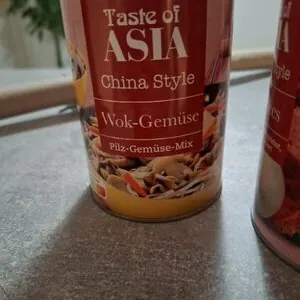 Taste of
ASIA
China Style
Wok-Gemüse
Pilz-Gemüse-Mix